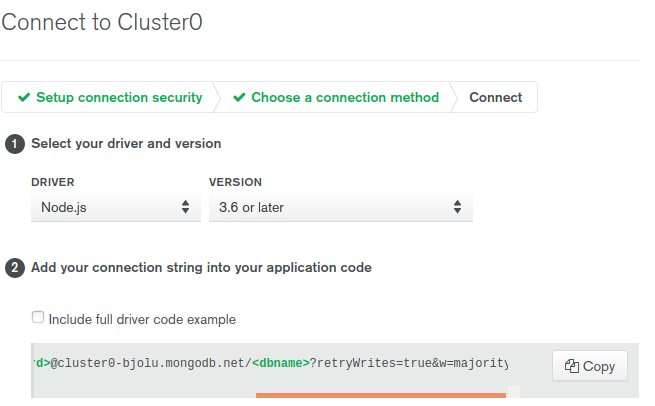 Connect to Cluster0
✔ Setup connection security
✔ Choose a connection method
Connect
1 Select your driver and version
DRIVER
VERSION
Node.js
3.6 or later
2 Add your connection string into your application code
Include full driver code example
rd>@cluster0-bjolu.mongodb.net/<dbname>?retryWrites=true&w=majority
Copy